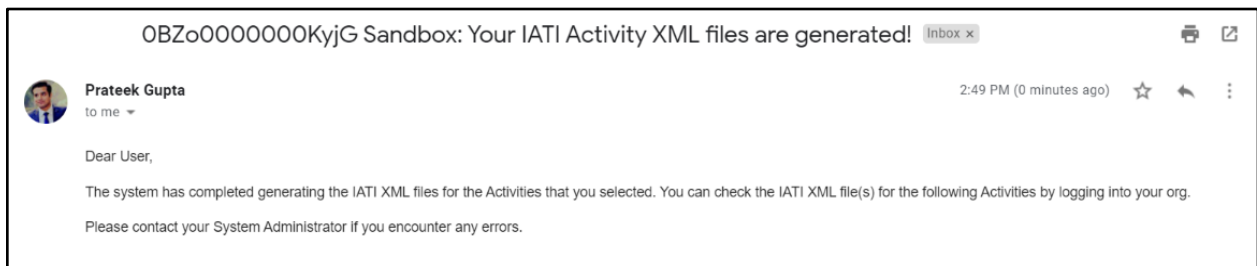 0BZo0000000KyjG Sandbox: Your IATI Activity XML files are generated! Inbox x
Prateek Gupta 2:49 PM (0 minutes ago)
to me
Dear User,
The system has completed generating the IATI XML files for the Activities that you selected. You can check the IATI XML file(s) for the following Activities by logging into your org.
Please contact your System Administrator if you encounter any errors.